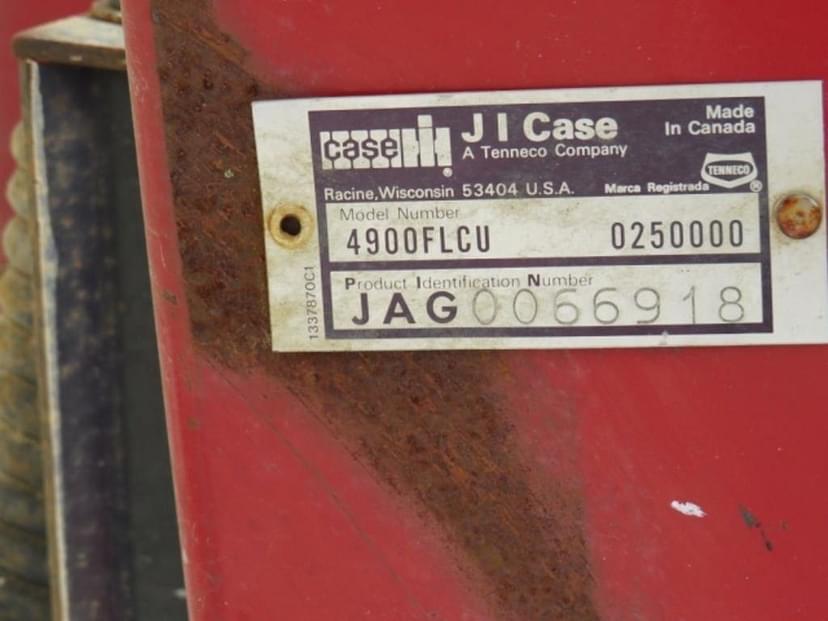 case IH ®
J I Case
A Tenneco Company
Made
In Canada
TENNECO ®
Racine, Wisconsin 53404 U.S.A. Marca Registrada
Model Number
4900FLCU 0250000
Product Identification Number
JAG0066918
1337870C1